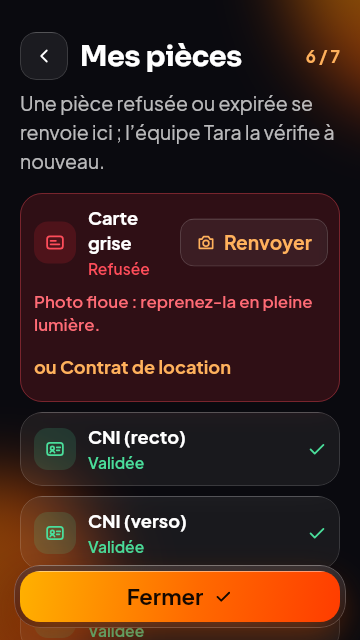 Mes pièces
6 / 7
Une pièce refusée ou expirée se
renvoie ici ; l'équipe Tara la vérifie à
nouveau.
Carte
grise
Refusée
Renvoyer
Photo floue : reprenez-la en pleine
lumière.
ou Contrat de location
CNI (recto)
Validée
CNI (verso)
Validée
Fermer
Validée